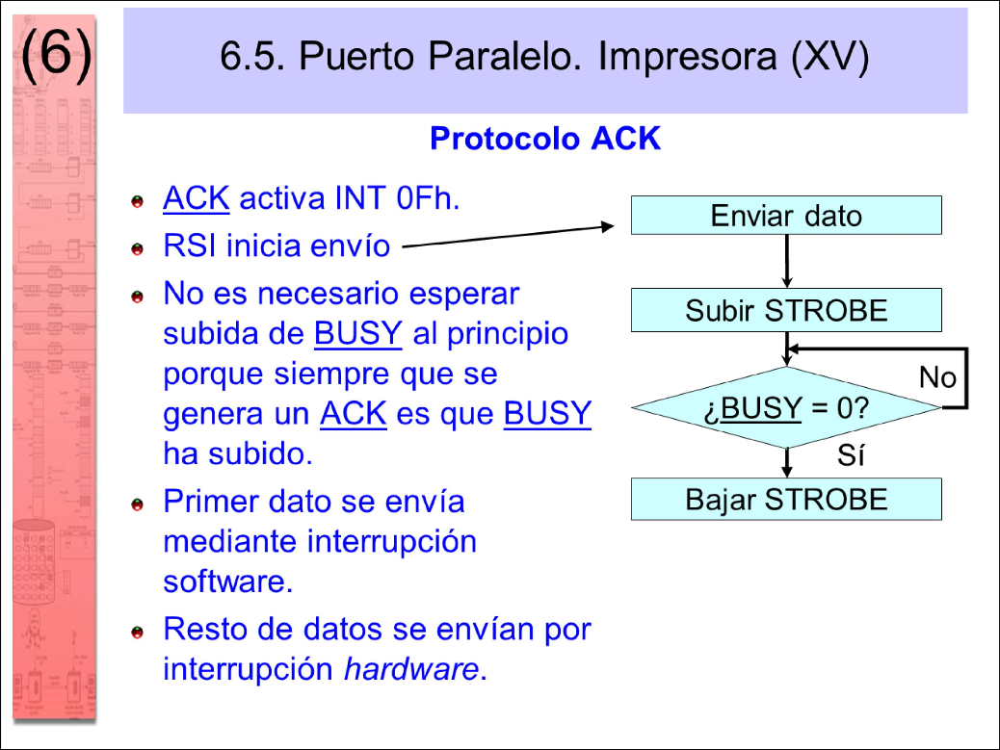 (6)
6.5. Puerto Paralelo. Impresora (XV)
Protocolo ACK
ACK activa INT 0Fh.
RSI inicia envío
No es necesario esperar
subida de BUSY al principio
porque siempre que se
genera un ACK es que BUSY
ha subido.
Primer dato se envía
mediante interrupción
software.
Resto de datos se envían por
interrupción hardware.
Enviar dato
Subir STROBE
No
¿BUSY = 0?
Sí
Bajar STROBE